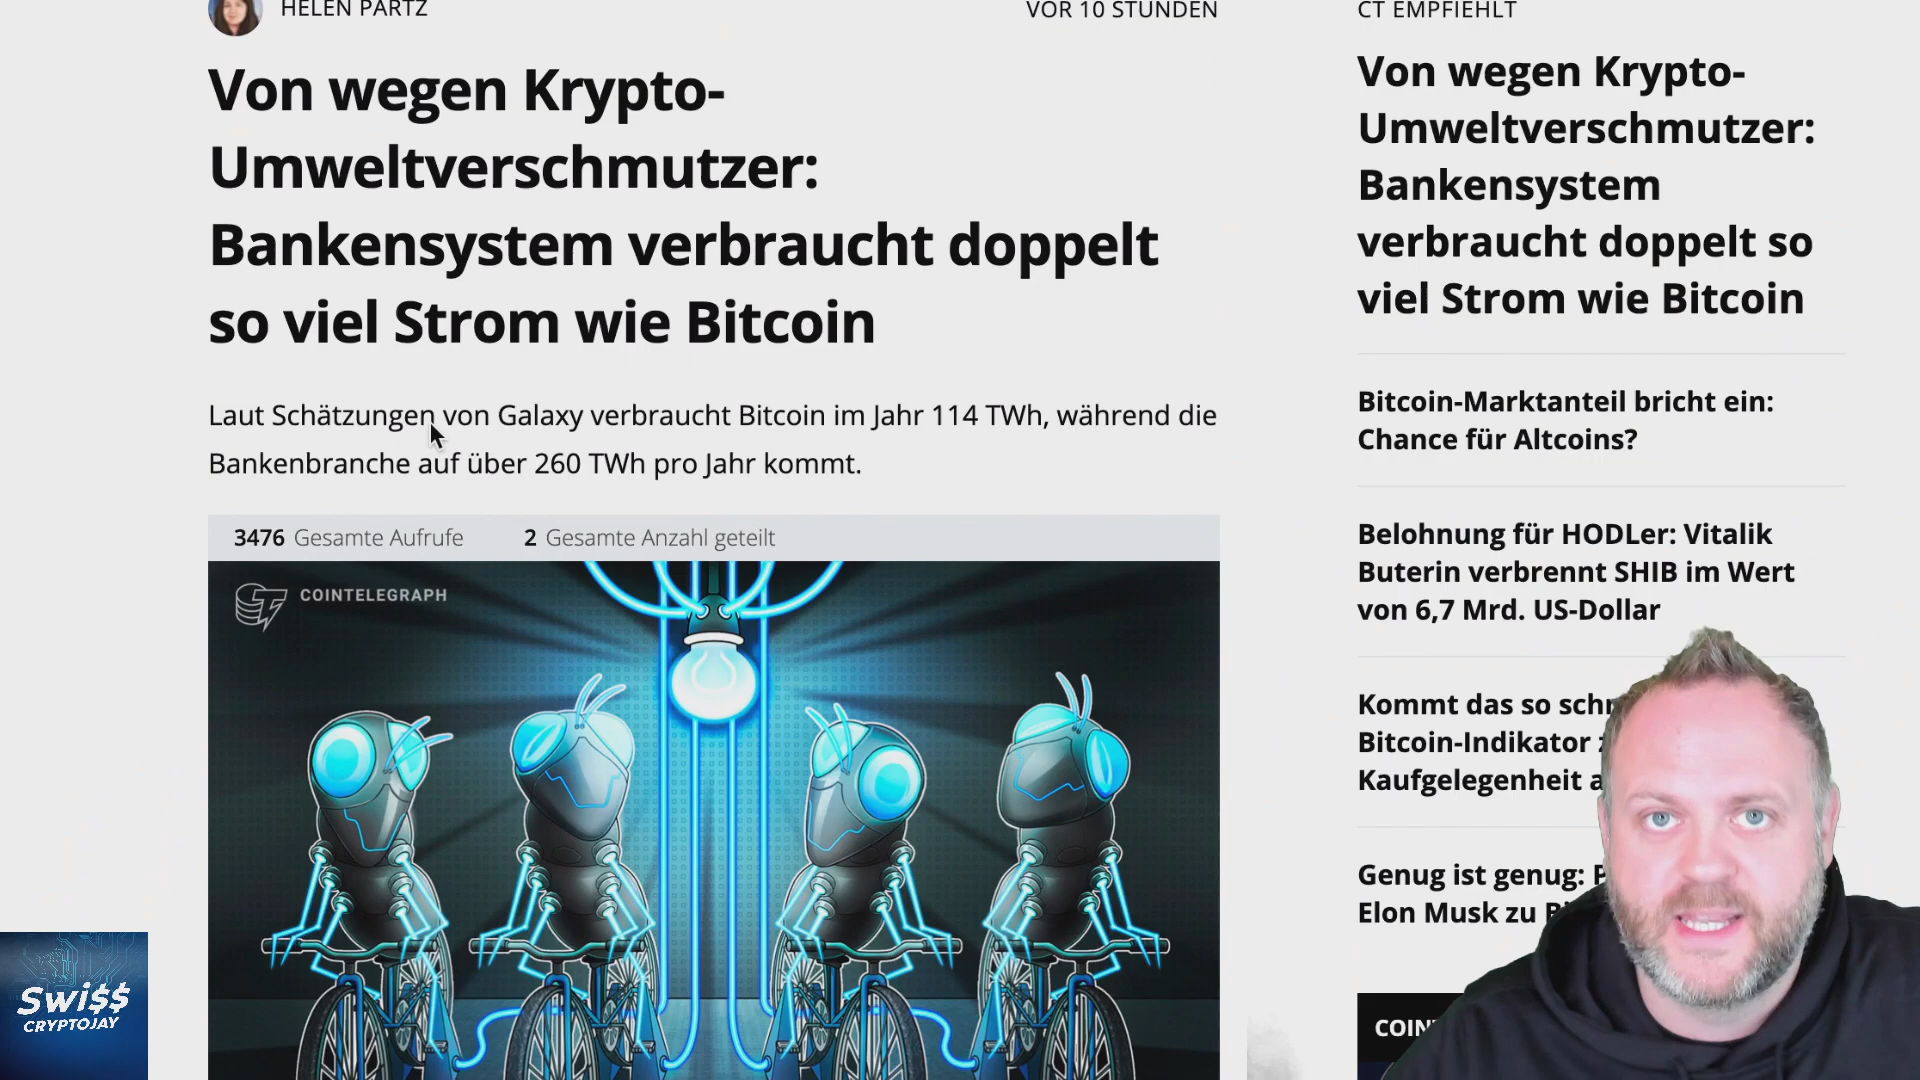 HELEN PARTZ
VOR 10 STUNDEN
Von wegen Krypto-
Umweltverschmutzer:
Bankensystem verbraucht doppelt
so viel Strom wie Bitcoin
Laut Schätzungen von Galaxy verbraucht Bitcoin im Jahr 114 TWh, während die
Bankenbranche auf über 260 TWh pro Jahr kommt.
3476 Gesamte Aufrufe
2 Gesamte Anzahl geteilt
COINTELEGRAPH
CT EMPFIEHLT
Von wegen Krypto-
Umweltverschmutzer:
Bankensystem
verbraucht doppelt so
viel Strom wie Bitcoin
Bitcoin-Marktanteil bricht ein:
Chance für Altcoins?
Belohnung für HODLer: Vitalik
Buterin verbrennt SHIB im Wert
von 6,7 Mrd. US-Dollar
Kommt das so
Bitcoin-Indikator
Kaufgelegenheit
Genug ist genug:
Elon Musk zu
Swi$$
CRYPTOJAY